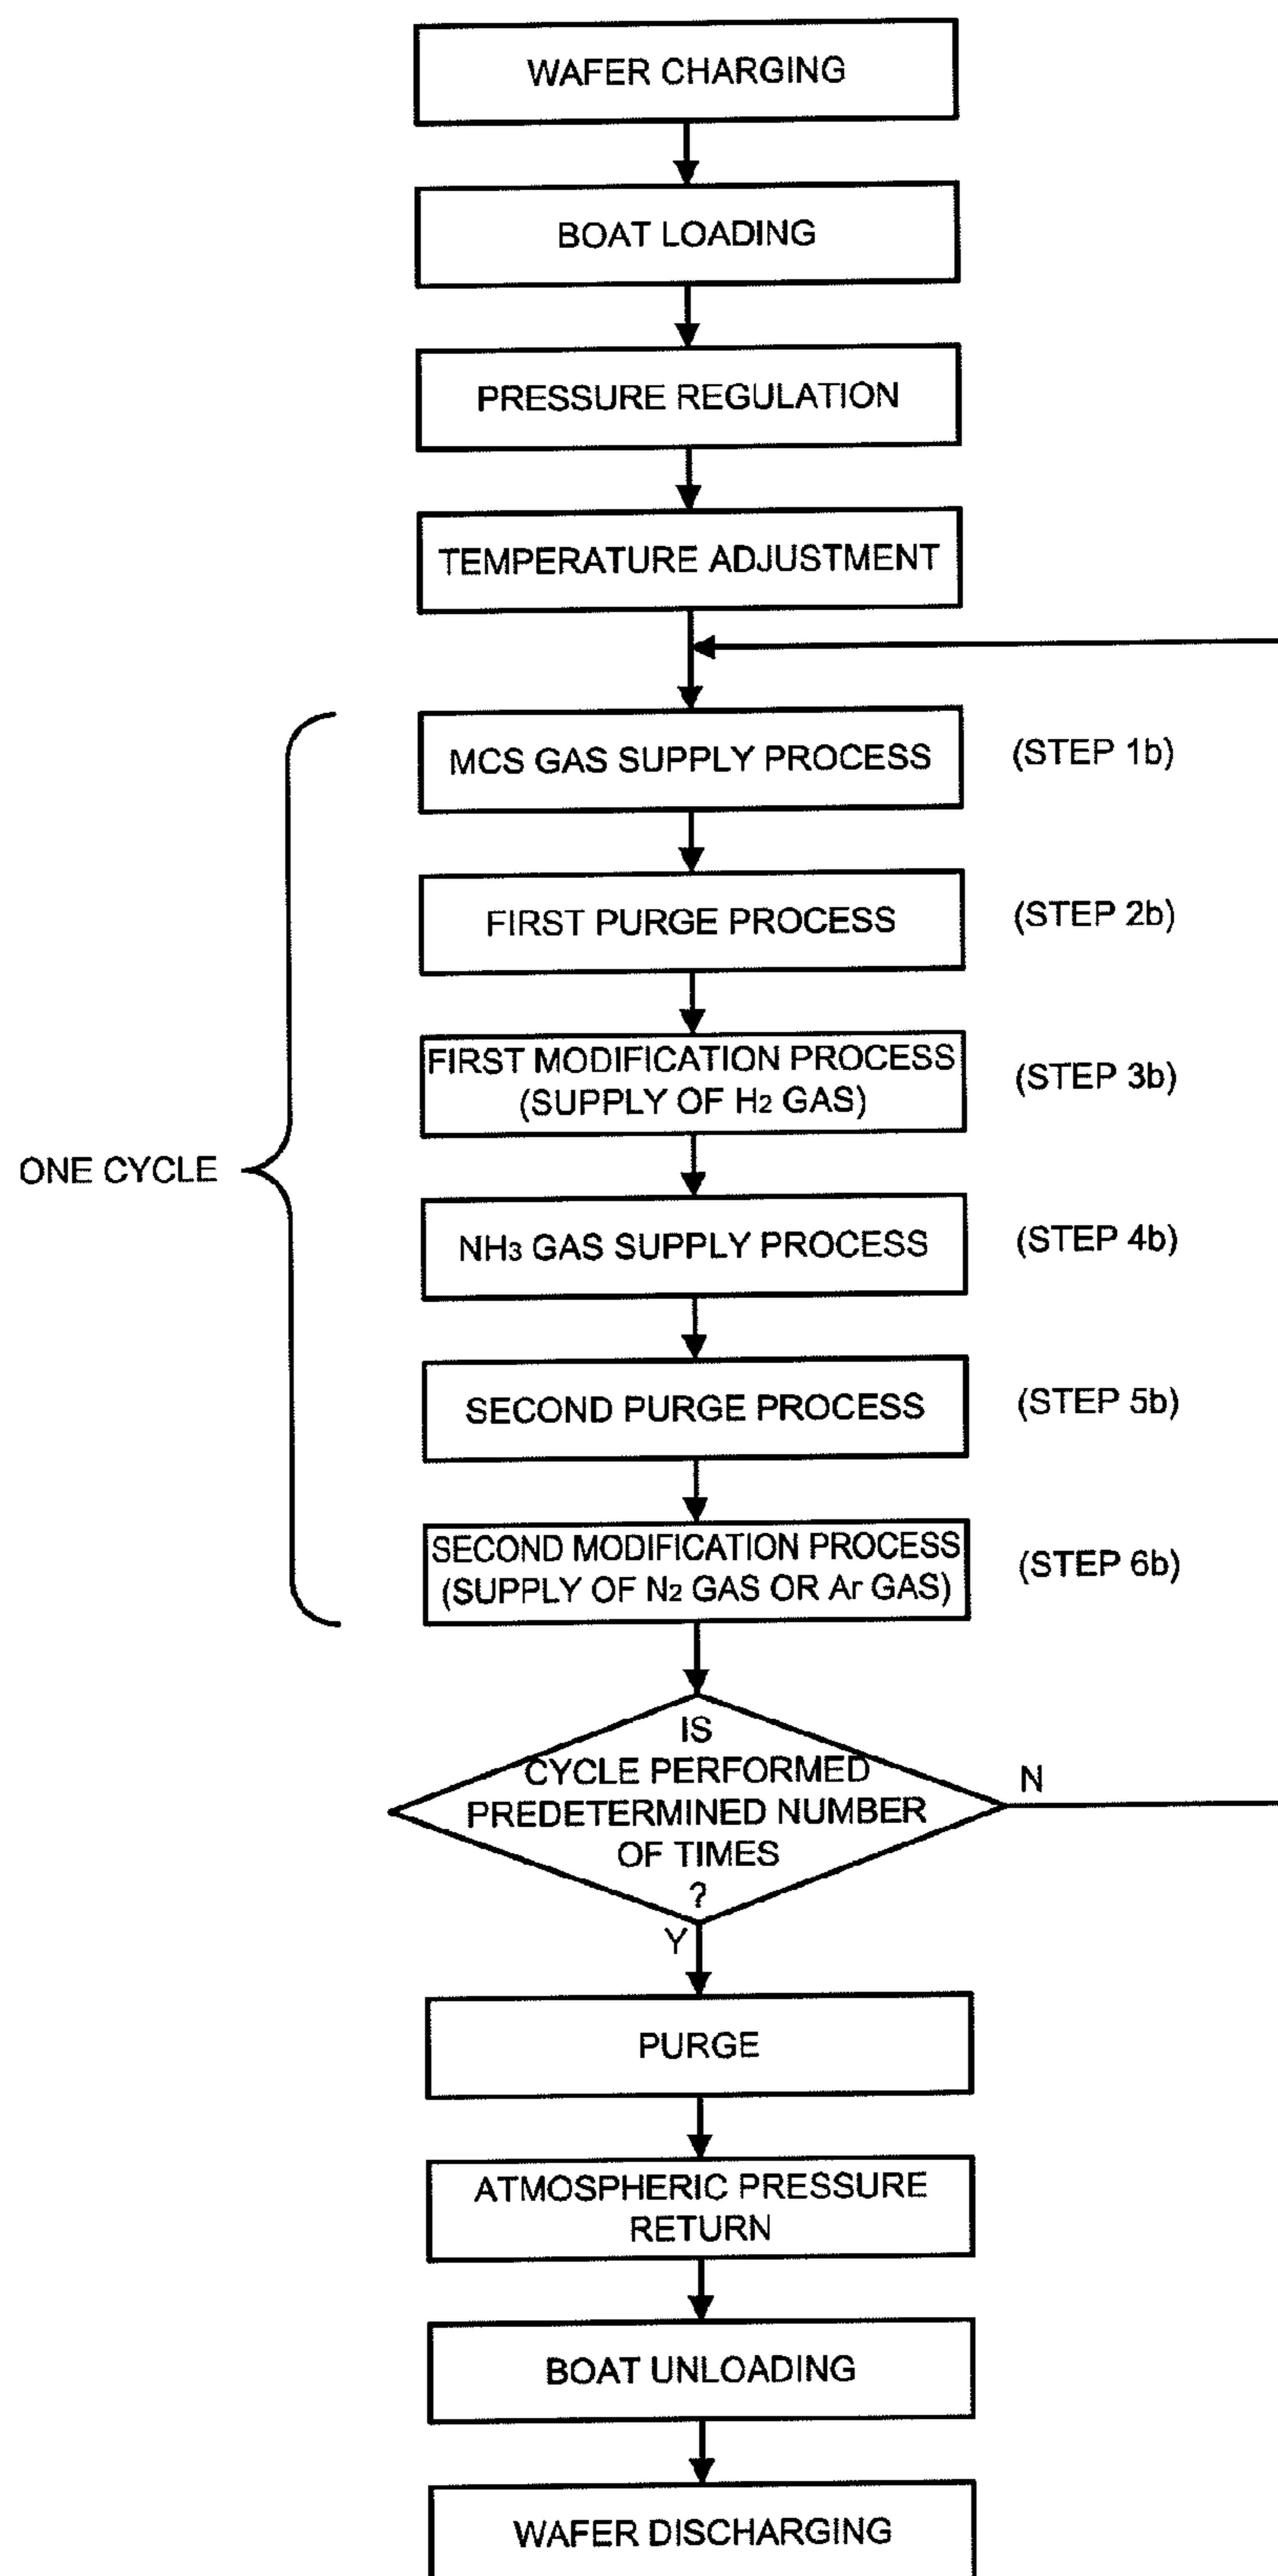 WAFER CHARGING
BOAT LOADING
PRESSURE REGULATION
TEMPERATURE ADJUSTMENT
MCS GAS SUPPLY PROCESS
(STEP 1b)
FIRST PURGE PROCESS
(STEP 2b)
FIRST MODIFICATION PROCESS
(SUPPLY OF H₂ GAS)
(STEP 3b)
ONE CYCLE
NH₃ GAS SUPPLY PROCESS
(STEP 4b)
SECOND PURGE PROCESS
(STEP 5b)
SECOND MODIFICATION PROCESS
(SUPPLY OF N₂ GAS OR Ar GAS)
(STEP 6b)
IS
CYCLE PERFORMED
PREDETERMINED NUMBER
OF TIMES
?
N
Y
PURGE
ATMOSPHERIC PRESSURE
RETURN
BOAT UNLOADING
WAFER DISCHARGING